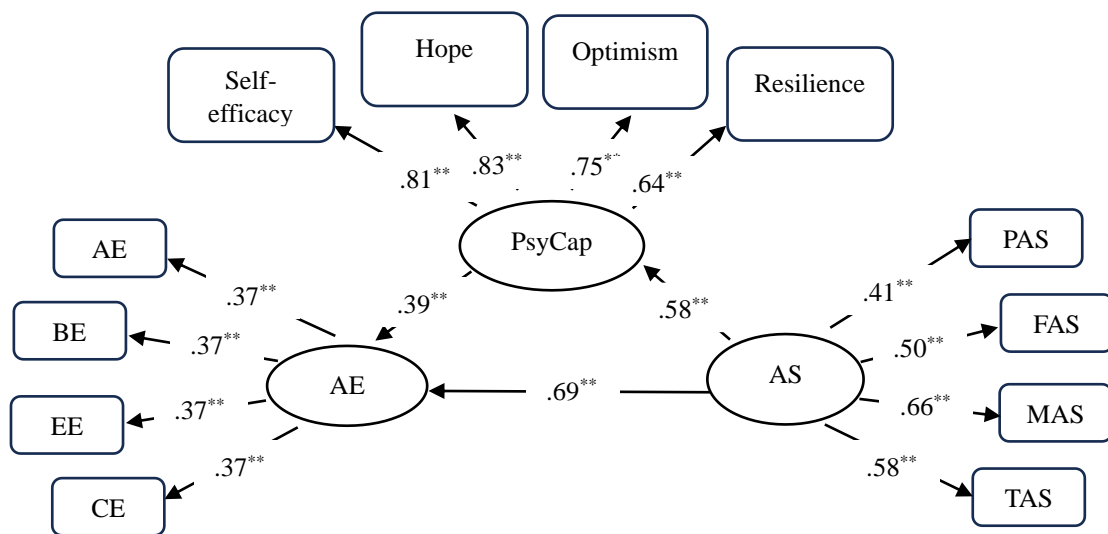 Hope
Optimism
Self-
efficacy
Resilience
.81**
.83**
.75**
.64**
PsyCap
AE
.37**
BE
.37**
EE
.37**
CE
.37**
.39**
AE
.69**
.58**
AS
.41**
PAS
.50**
FAS
.66**
MAS
.58**
TAS